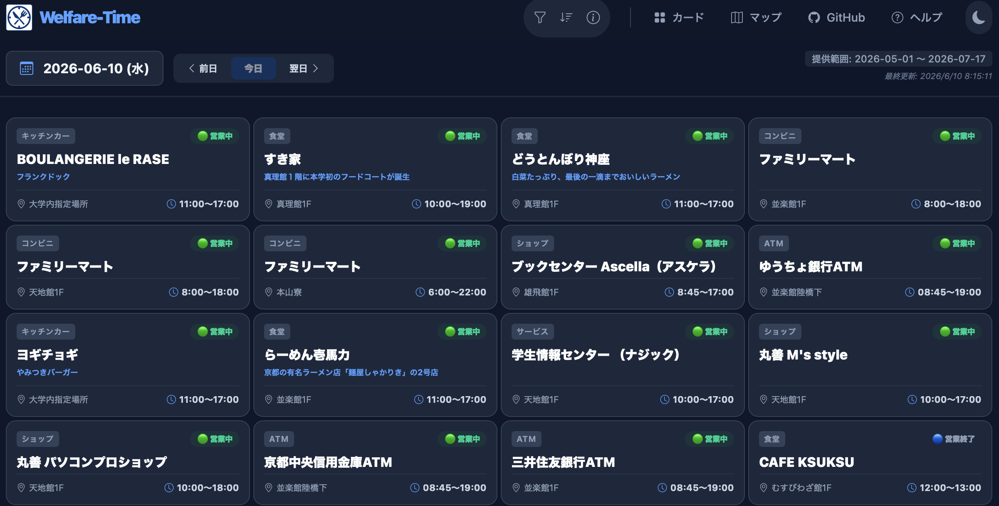 Welfare-Time
カード
マップ
GitHub
ヘルプ
2026-06-10 (水)
前日
今日
翌日
提供範囲: 2026-05-01 〜 2026-07-17
最終更新: 2026/6/10 8:15:11
キッチンカー
営業中
BOULANGERIE le RASE
フランクドック
大学内指定場所
11:00〜17:00
食堂
営業中
すき家
真理館１階に本学初のフードコートが誕生
真理館1F
10:00〜19:00
食堂
営業中
どうとんぼり神座
白菜たっぷり、最後の一滴までおいしいラーメン
真理館1F
11:00〜17:00
コンビニ
営業中
ファミリーマート
並楽館1F
8:00〜18:00
コンビニ
営業中
ファミリーマート
天地館1F
8:00〜18:00
コンビニ
営業中
ファミリーマート
本山寮
6:00〜22:00
ショップ
営業中
ブックセンター Ascella（アスケラ）
雄飛館1F
8:45〜17:00
ATM
営業中
ゆうちょ銀行ATM
並楽館陸橋下
08:45〜19:00
キッチンカー
営業中
ヨギチョギ
やみつきバーガー
大学内指定場所
11:00〜17:00
食堂
営業中
らーめん壱馬力
京都の有名ラーメン店「麺屋しゃかりき」の2号店
並楽館1F
11:00〜17:00
サービス
営業中
学生情報センター （ナジック）
天地館1F
10:00〜17:00
ショップ
営業中
丸善 M's style
天地館1F
10:00〜17:00
ショップ
営業中
丸善 パソコンプロショップ
天地館1F
10:00〜18:00
ATM
営業中
京都中央信用金庫ATM
並楽館陸橋下
08:45〜19:00
ATM
営業中
三井住友銀行ATM
並楽館1F
08:45〜19:00
食堂
営業終了
CAFE KSUKSU
むすびわざ館1F
12:00〜13:00